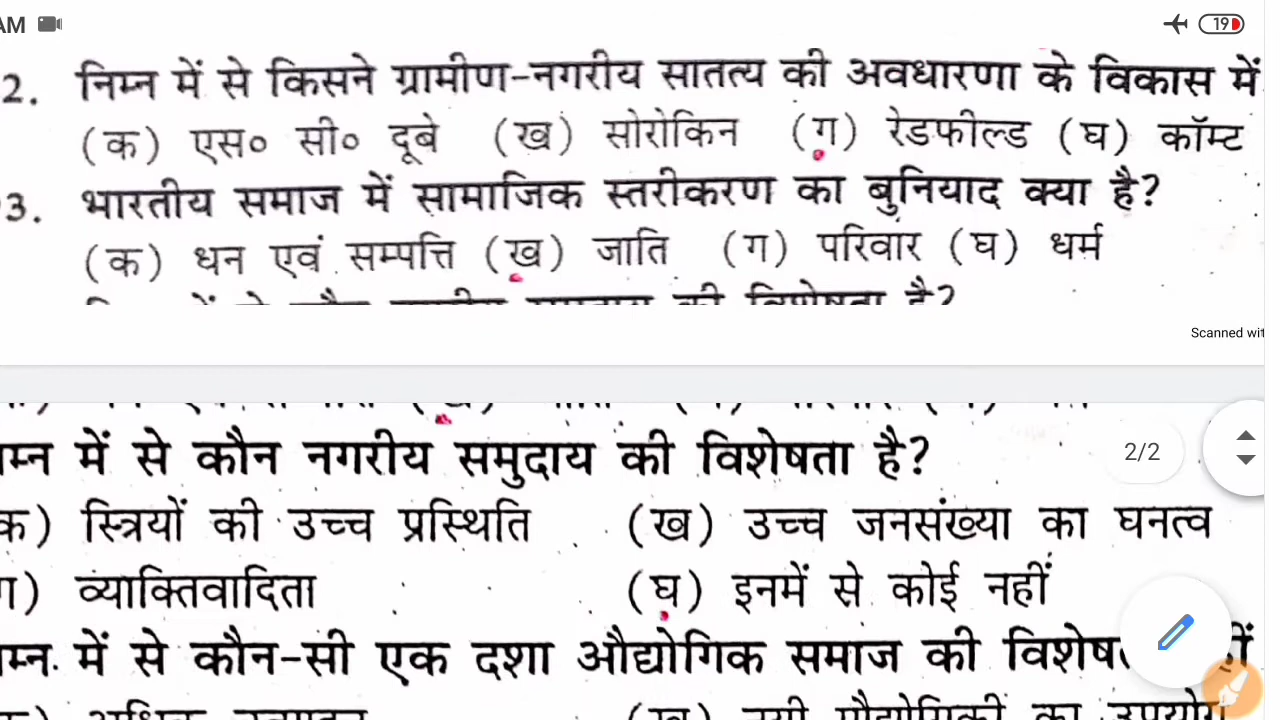 AM
19
2. निम्न में से किसने ग्रामीण-नगरीय सातत्य की अवधारणा के विकास में
(क) एस० सी० दूबे (ख) सोरोकिन (ग) रेडफील्ड (घ) कॉम्ट
3. भारतीय समाज में सामाजिक स्तरीकरण का बुनियाद क्या है?
(क) धन एवं सम्पत्ति (ख) जाति (ग) परिवार (घ) धर्म
Scanned wit
म्न में से कौन नगरीय समुदाय की विशेषता है?
2/2
क) स्त्रियों की उच्च प्रस्थिति (ख) उच्च जनसंख्या का घनत्व
ग) व्याक्तिवादिता (घ) इनमें से कोई नहीं
म्न में से कौन-सी एक दशा औद्योगिक समाज की विशेष